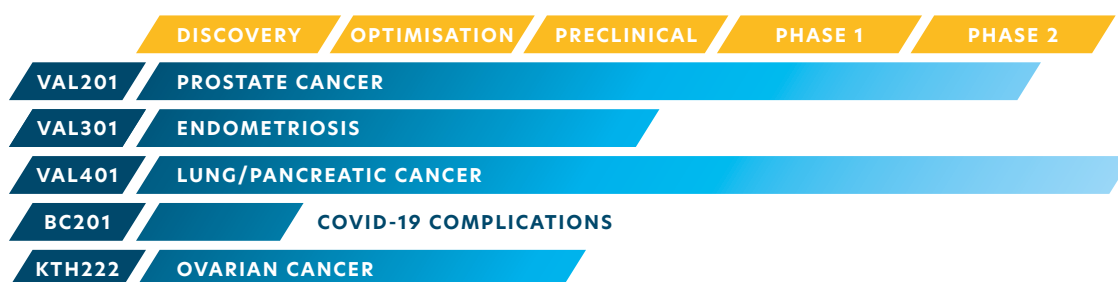 DISCOVERY OPTIMISATION PRECLINICAL PHASE 1 PHASE 2
VAL201 PROSTATE CANCER
VAL301 ENDOMETRIOSIS
VAL401 LUNG/PANCREATIC CANCER
BC201 COVID-19 COMPLICATIONS
KTH222 OVARIAN CANCER